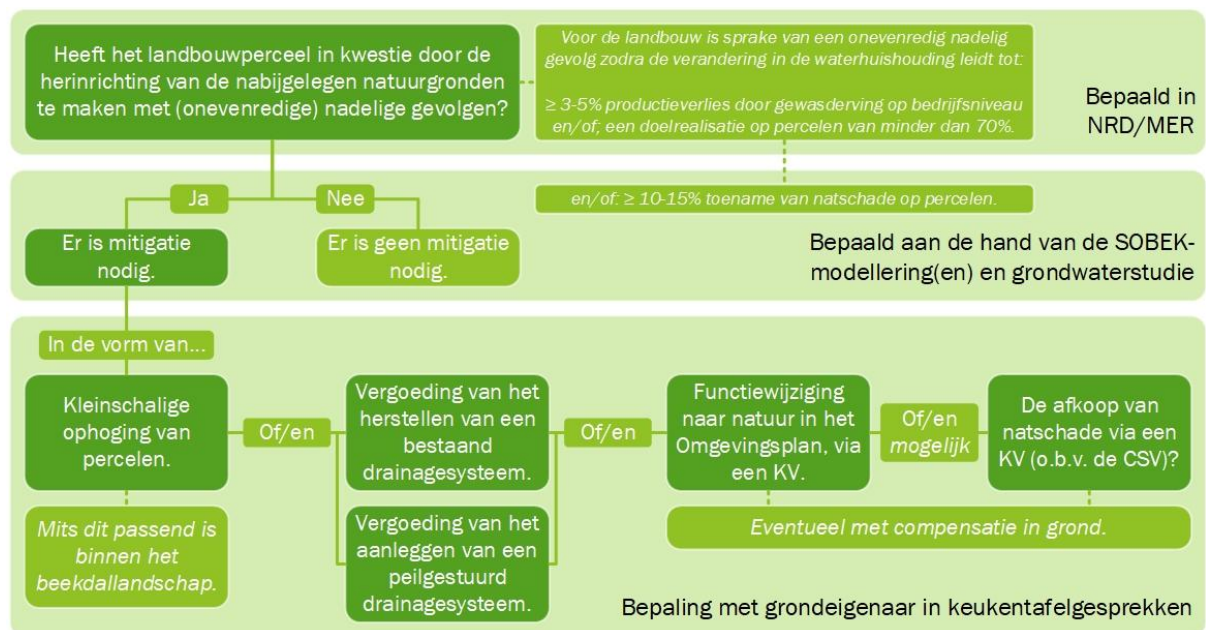 Heeft het landbouwperceel in kwestie door de
herinrichting van de nabijgelegen natuurgronden
te maken met (onevenredige) nadelige gevolgen?
Voor de landbouw is sprake van een onevenredig nadelig
gevolg zodra de verandering in de waterhuishouding leidt tot:
≥ 3-5% productieverlies door gewasderving op bedrijfsniveau
en/of; een doelrealisatie op percelen van minder dan 70%.
Bepaald in
NRD/MER
Ja
Nee
en/of: ≥ 10-15% toename van natschade op percelen.
Er is mitigatie
nodig.
Er is geen mitigatie
nodig.
Bepaald aan de hand van de SOBEK-
modellering(en) en grondwaterstudie
In de vorm van...
Kleinschalige
ophoging van
percelen.
Of/en
Vergoeding van het
herstellen van een
bestaand
drainagesysteem.
Of/en
Functiewijziging
naar natuur in het
Omgevingsplan, via
een KV.
Of/en
mogelijk
De afkoop van
natschade via een
KV (o.b.v. de CSV)?
Mits dit passend is
binnen het
beekdallandschap.
Vergoeding van het
aanleggen van een
peilgestuurd
drainagesysteem.
Eventueel met compensatie in grond.
Bepaling met grondeigenaar in keukentafelgesprekken